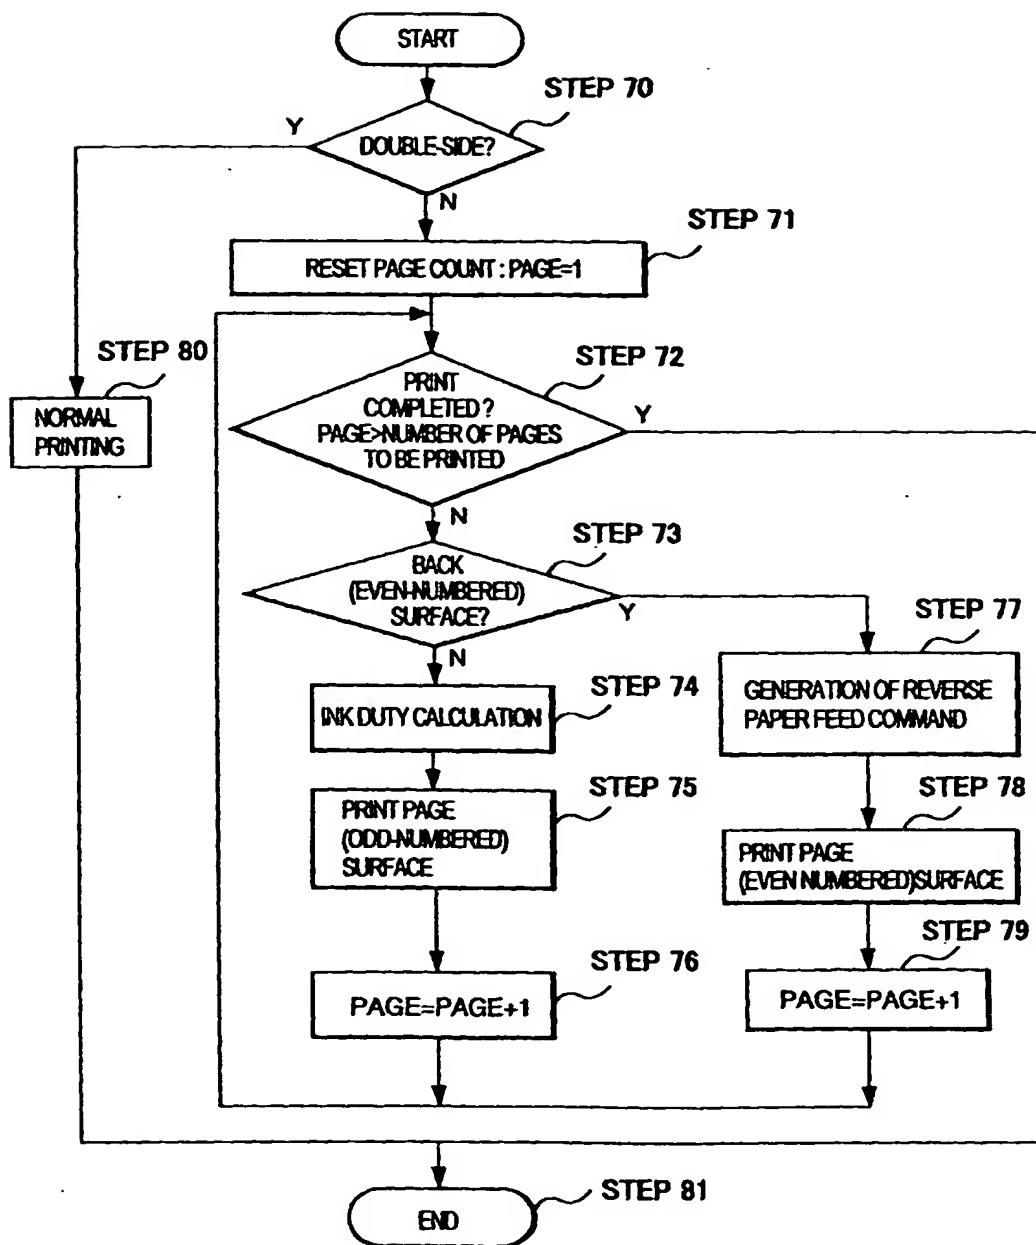 START
STEP 70
Y
DOUBLE-SIDE?
N
STEP 71
RESET PAGE COUNT : PAGE=1
STEP 80
NORMAL
PRINTING
STEP 72
PRINT
COMPLETED ?
PAGE>NUMBER OF PAGES
TO BE PRINTED
Y
N
STEP 73
BACK
(EVEN-NUMBERED)
SURFACE?
Y
N
STEP 77
GENERATION OF REVERSE
PAPER FEED COMMAND
STEP 74
INK DUTY CALCULATION
STEP 75
PRINT PAGE
(ODD-NUMBERED)
SURFACE
STEP 78
PRINT PAGE
(EVEN NUMBERED)SURFACE
STEP 76
PAGE=PAGE+1
STEP 79
PAGE=PAGE+1
STEP 81
END